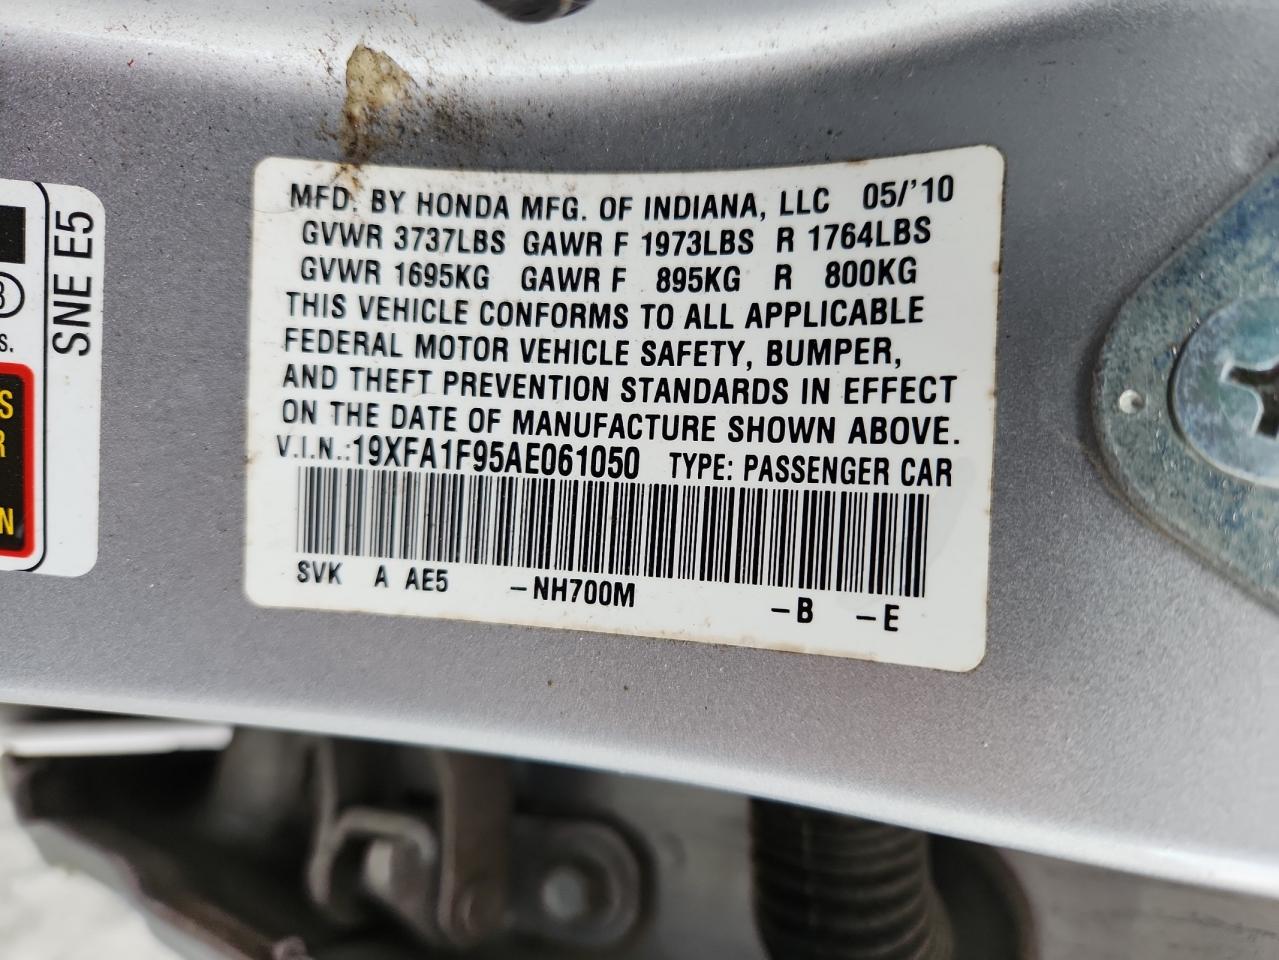 MFD. BY HONDA MFG. OF INDIANA, LLC 05/'10
GVWR 3737LBS GAWR F 1973LBS R 1764LBS
GVWR 1695KG GAWR F 895KG R 800KG
THIS VEHICLE CONFORMS TO ALL APPLICABLE
FEDERAL MOTOR VEHICLE SAFETY, BUMPER,
AND THEFT PREVENTION STANDARDS IN EFFECT
ON THE DATE OF MANUFACTURE SHOWN ABOVE.
V.I.N.:19XFA1F95AE061050 TYPE: PASSENGER CAR
SVK A AE5 -NH700M -B -E
SNE E5